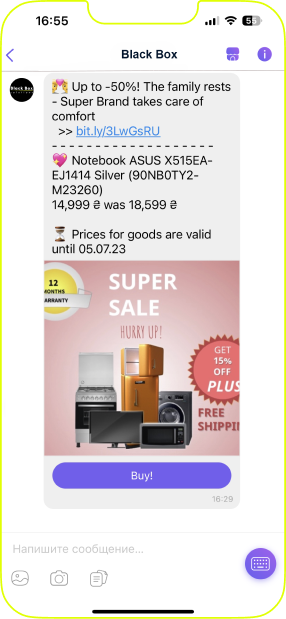 16:55
55
Black Box
Black Box
Up to -50%! The family rests
- Super Brand takes care of
comfort
>> bit.ly/3LwGsRU
- - - - - - - - - - - - - - - - - - - - - - -
Notebook ASUS X515EA-
EJ1414 Silver (90NB0TY2-
M23260)
14,999 ₴ was 18,599 ₴
Prices for goods are valid
until 05.07.23
12
MONTHS
WARRANTY
SUPER
SALE
HURRY UP!
GET
15%
OFF
PLUS
FREE
SHIPPIN
Buy!
16:29
Напишите сообщение...